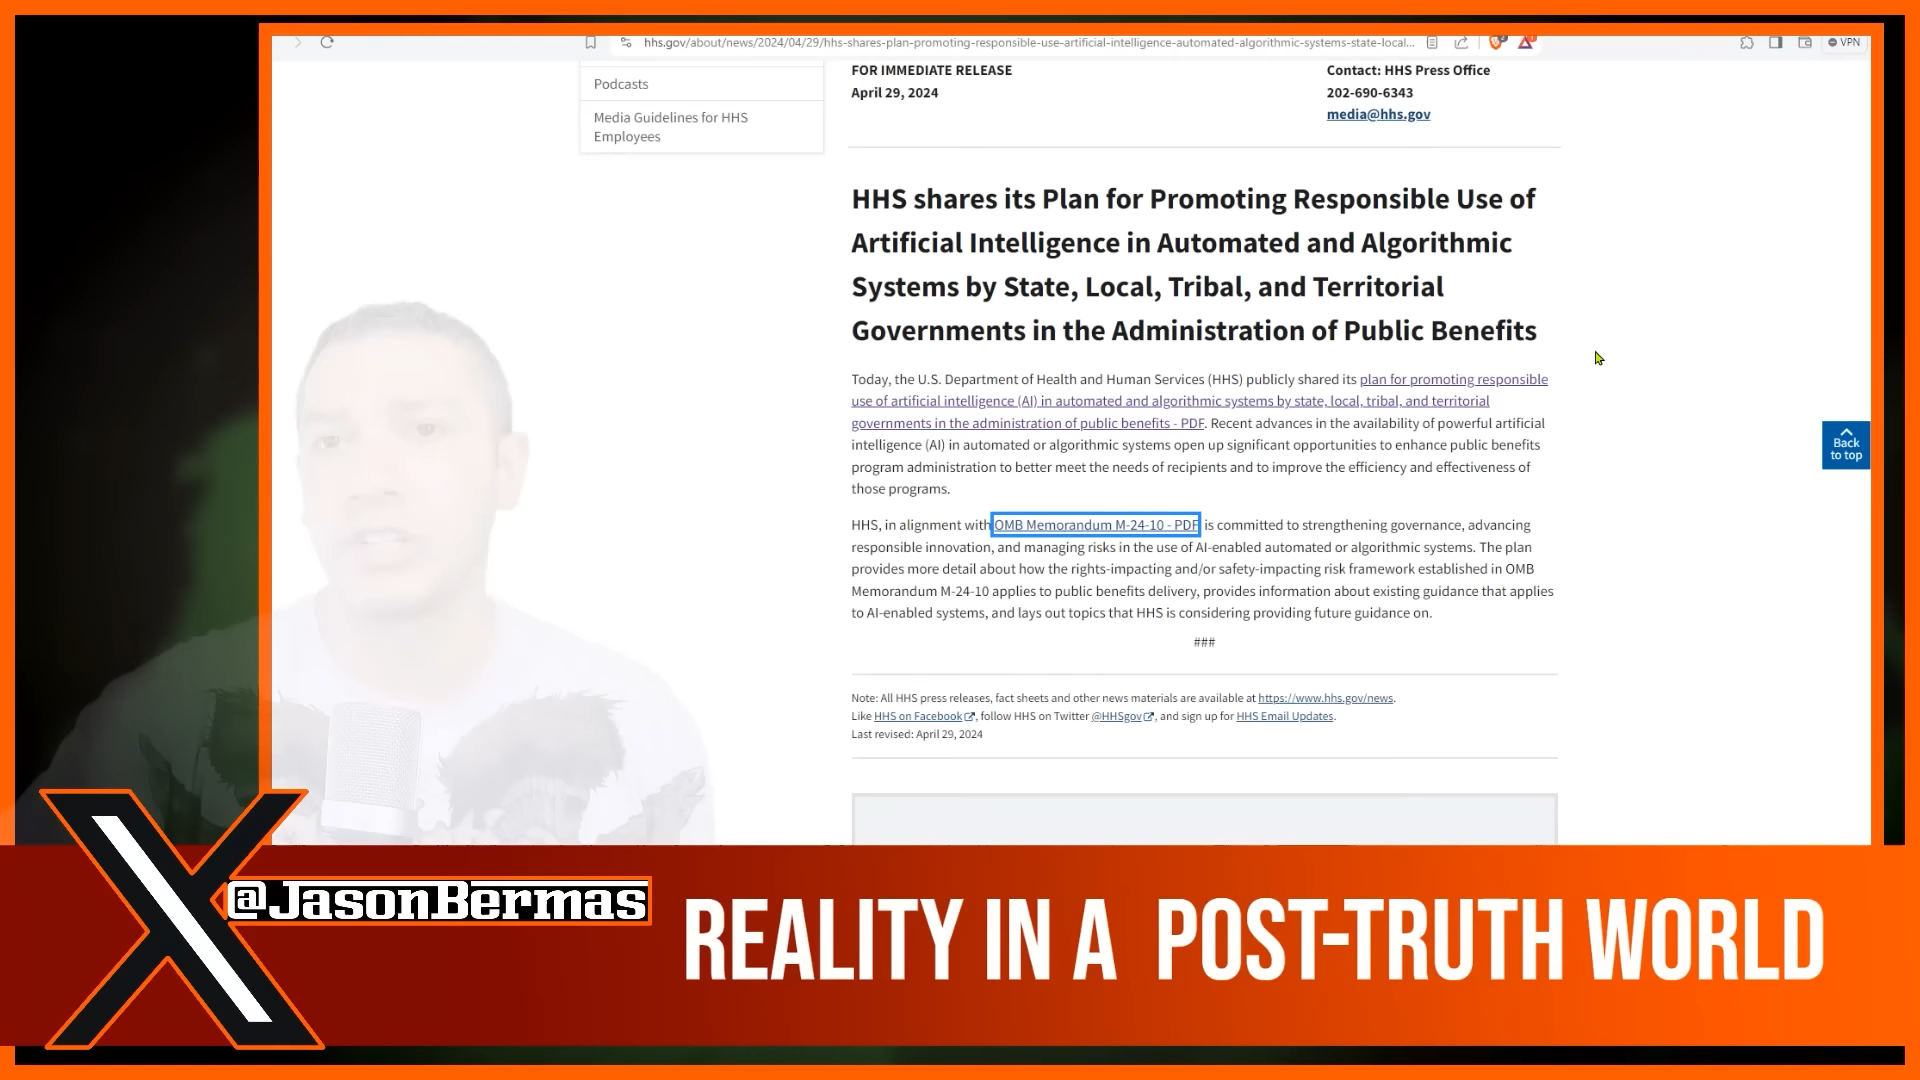 hhs.gov/about/news/2024/04/29/hhs-shares-plan-promoting-responsible-use-artificial-intelligence-automated-algorithmic-systems-state-local...
VPN
Podcasts
Media Guidelines for HHS
Employees
FOR IMMEDIATE RELEASE
April 29, 2024
Contact: HHS Press Office
202-690-6343
media@hhs.gov
HHS shares its Plan for Promoting Responsible Use of
Artificial Intelligence in Automated and Algorithmic
Systems by State, Local, Tribal, and Territorial
Governments in the Administration of Public Benefits
Today, the U.S. Department of Health and Human Services (HHS) publicly shared its plan for promoting responsible
use of artificial intelligence (AI) in automated and algorithmic systems by state, local, tribal, and territorial
governments in the administration of public benefits - PDF. Recent advances in the availability of powerful artificial
intelligence (AI) in automated or algorithmic systems open up significant opportunities to enhance public benefits
program administration to better meet the needs of recipients and to improve the efficiency and effectiveness of
those programs.
HHS, in alignment with OMB Memorandum M-24-10 - PDF is committed to strengthening governance, advancing
responsible innovation, and managing risks in the use of AI-enabled automated or algorithmic systems. The plan
provides more detail about how the rights-impacting and/or safety-impacting risk framework established in OMB
Memorandum M-24-10 applies to public benefits delivery, provides information about existing guidance that applies
to AI-enabled systems, and lays out topics that HHS is considering providing future guidance on.
###
Note: All HHS press releases, fact sheets and other news materials are available at https://www.hhs.gov/news.
Like HHS on Facebook, follow HHS on Twitter @HHSgov, and sign up for HHS Email Updates.
Last revised: April 29, 2024
Back
to top
@JasonBermas
REALITY IN A POST-TRUTH WORLD